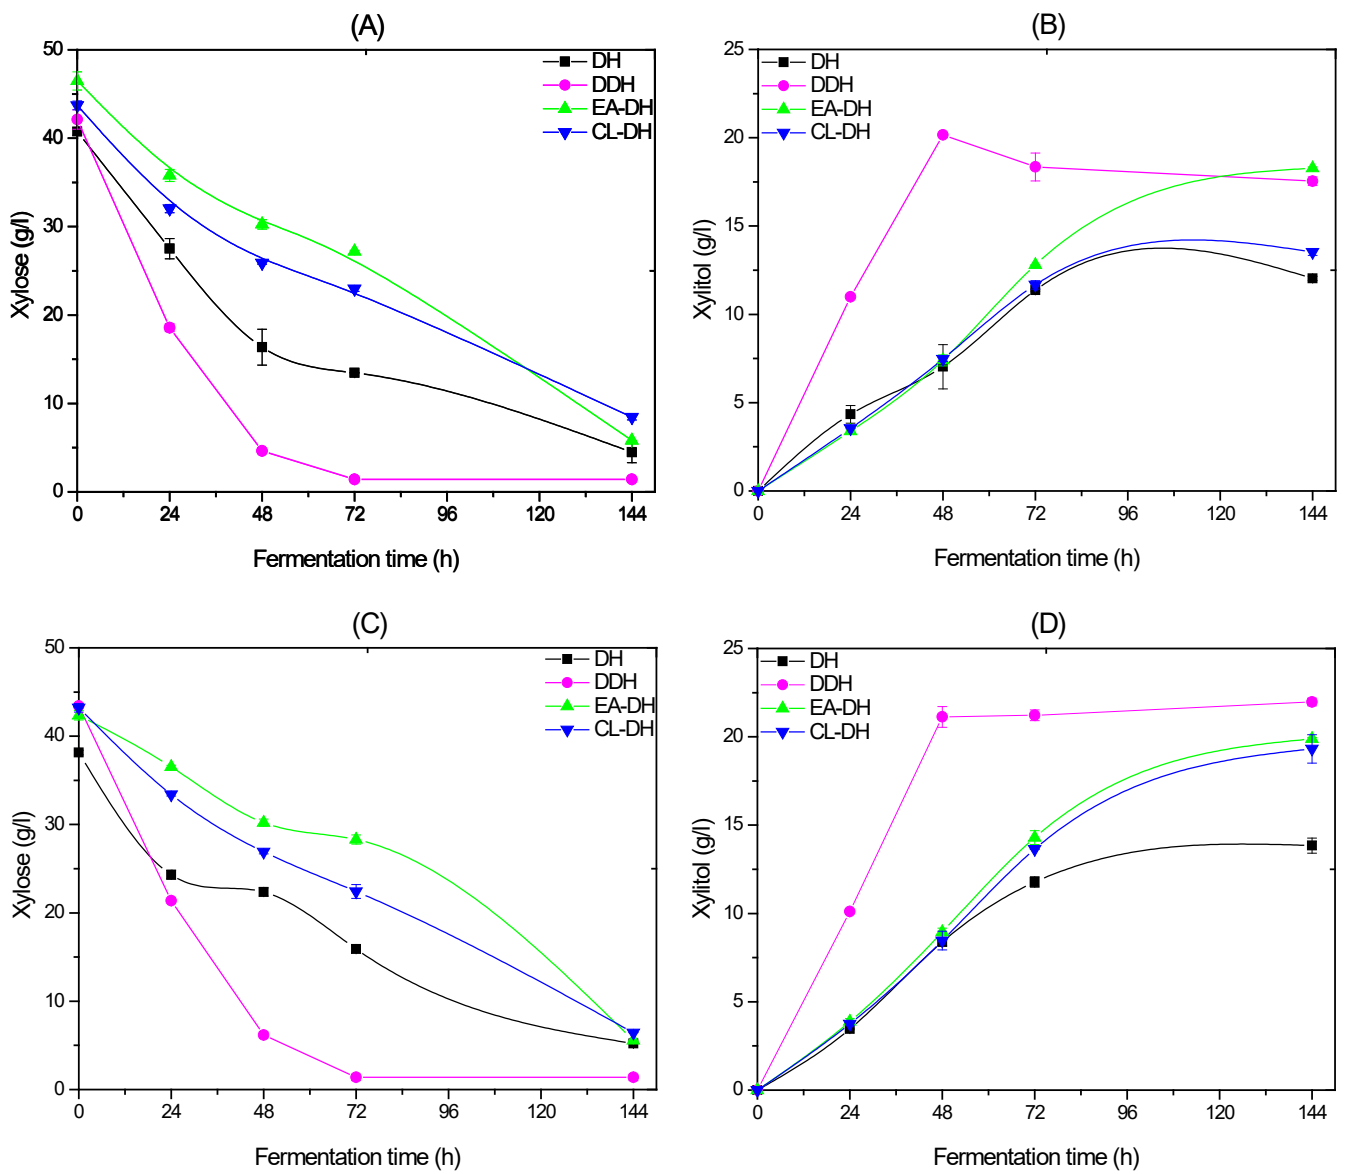 (A)
50
40
30
20
10
0
Xylose (g/l)
DH
DDH
EA-DH
CL-DH
0 24 48 72 96 120 144
Fermentation time (h)
(B)
25
20
15
10
5
0
Xylitol (g/l)
DH
DDH
EA-DH
CL-DH
0 24 48 72 96 120 144
Fermentation time (h)
(C)
50
40
30
20
10
0
Xylose (g/l)
DH
DDH
EA-DH
CL-DH
0 24 48 72 96 120 144
Fermentation time (h)
(D)
25
20
15
10
5
0
Xylitol (g/l)
DH
DDH
EA-DH
CL-DH
0 24 48 72 96 120 144
Fermentation time (h)